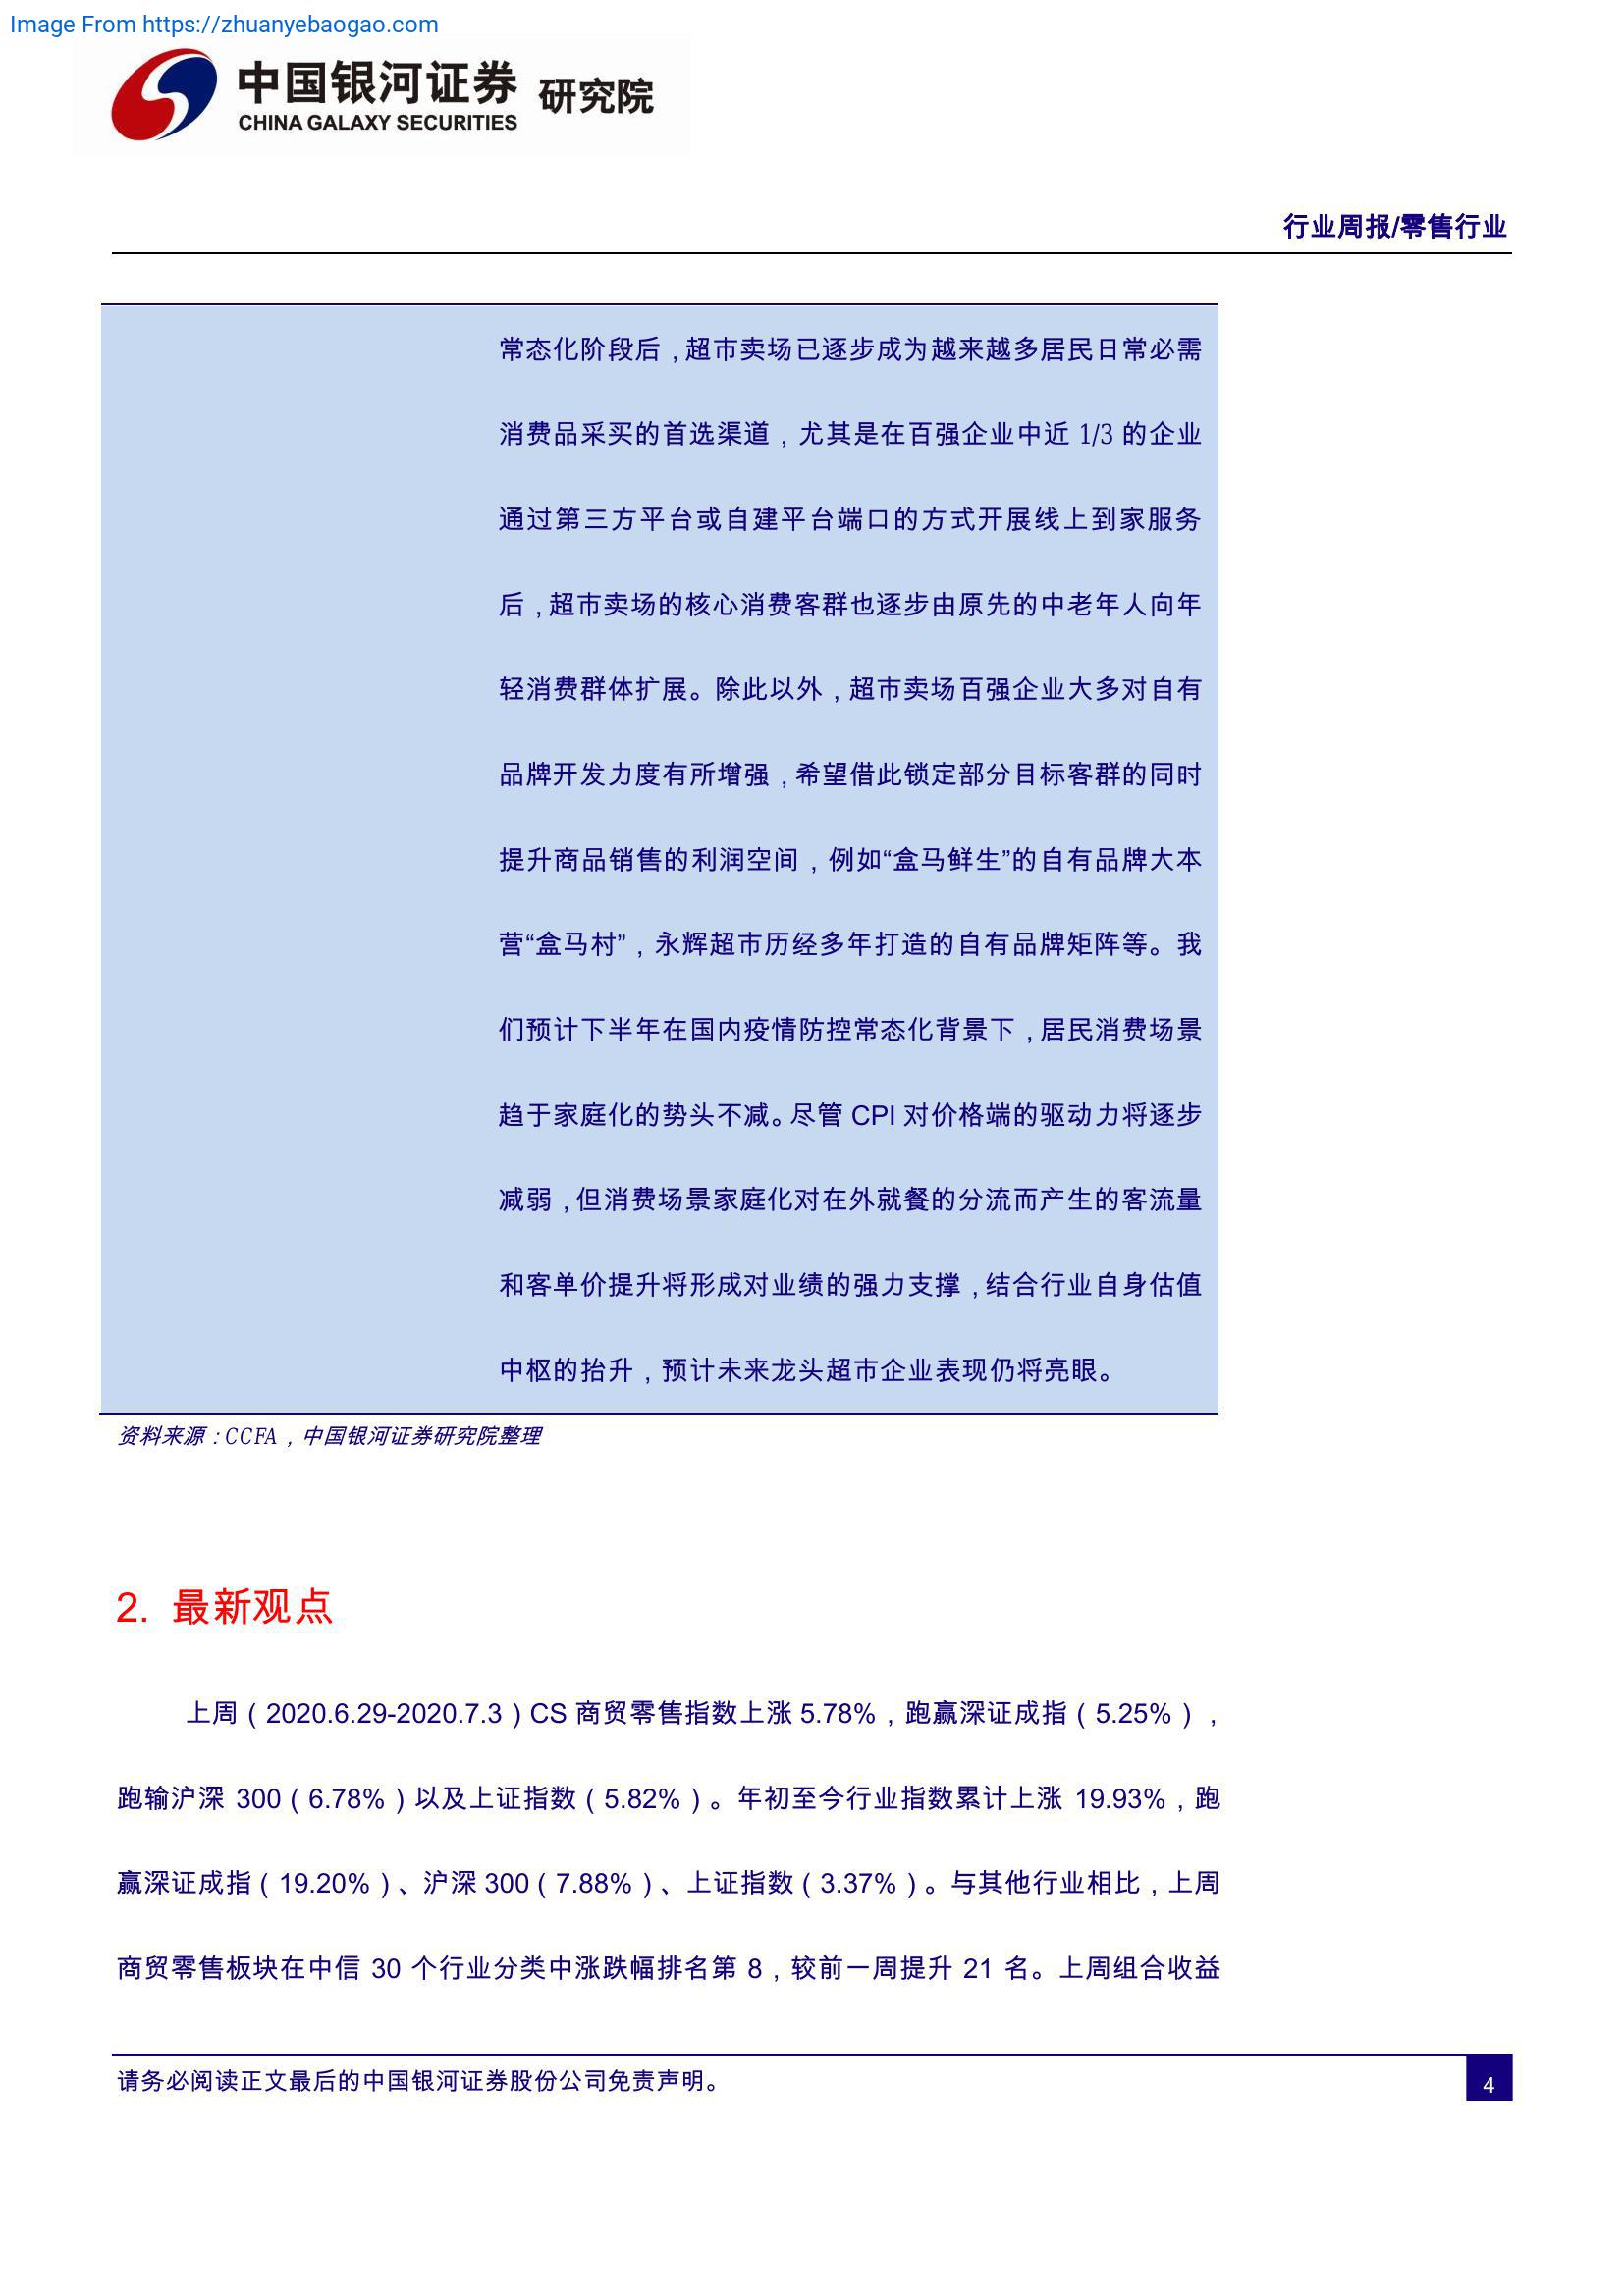 Image From https://zhuanyebaogao.com
中国银河证券 研究院
CHINA GALAXY SECURITIES
行业周报/零售行业
常态化阶段后，超市卖场已逐步成为越来越多居民日常必需
消费品采买的首选渠道，尤其是在百强企业中近 1/3 的企业
通过第三方平台或自建平台端口的方式开展线上到家服务
后，超市卖场的核心消费客群也逐步由原先的中老年人向年
轻消费群体扩展。除此以外，超市卖场百强企业大多对自有
品牌开发力度有所增强，希望借此锁定部分目标客群的同时
提升商品销售的利润空间，例如“盒马鲜生”的自有品牌大本
营“盒马村”，永辉超市历经多年打造的自有品牌矩阵等。我
们预计下半年在国内疫情防控常态化背景下，居民消费场景
趋于家庭化的势头不减。尽管 CPI 对价格端的驱动力将逐步
减弱，但消费场景家庭化对在外就餐的分流而产生的客流量
和客单价提升将形成对业绩的强力支撑，结合行业自身估值
中枢的抬升，预计未来龙头超市企业表现仍将亮眼。
资料来源：CCFA，中国银河证券研究院整理
2. 最新观点
上周（2020.6.29-2020.7.3）CS 商贸零售指数上涨 5.78%，跑赢深证成指（5.25%），
跑输沪深 300（6.78%）以及上证指数（5.82%）。年初至今行业指数累计上涨 19.93%，跑
赢深证成指（19.20%）、沪深 300（7.88%）、上证指数（3.37%）。与其他行业相比，上周
商贸零售板块在中信 30 个行业分类中涨跌幅排名第 8，较前一周提升 21 名。上周组合收益
请务必阅读正文最后的中国银河证券股份公司免责声明。
4